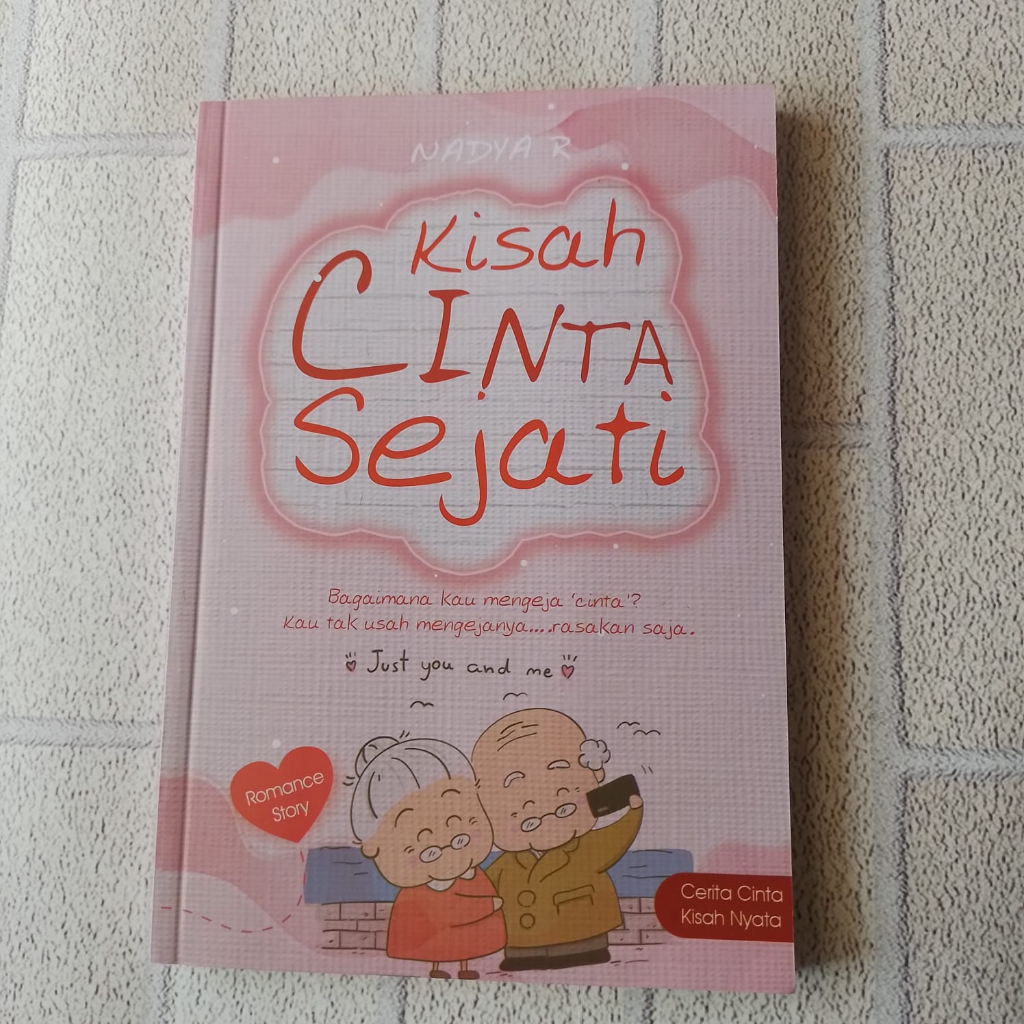 NADYA R
Kisah
CINTA
Sejati
Bagaimana kau mengeja 'cinta'?
Kau tak usah mengejanya....rasakan saja.
Just you and me
Romance
Story
Cerita Cinta
Kisah Nyata